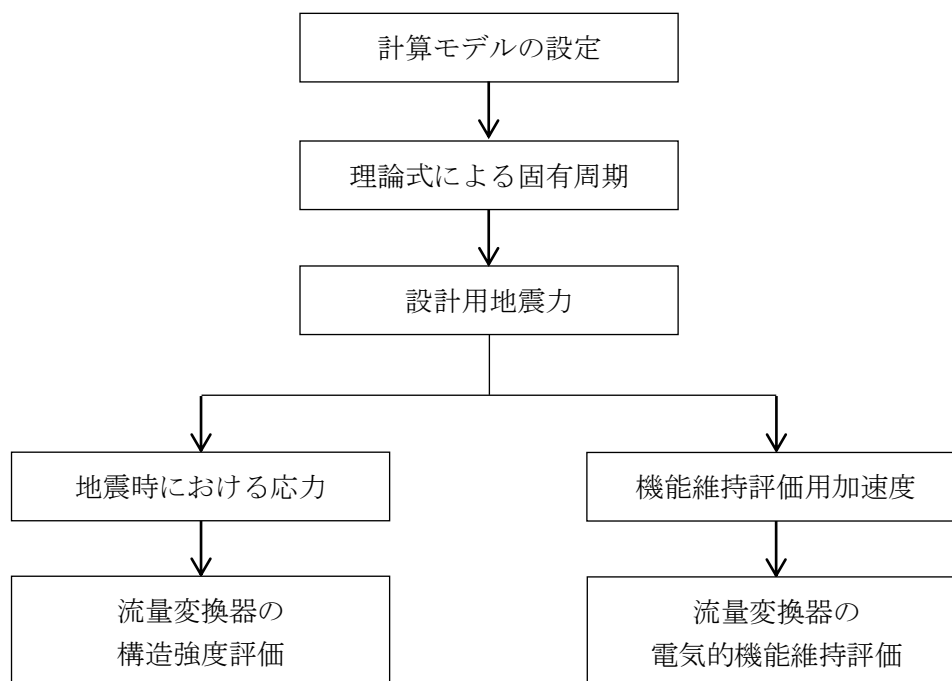 計算モデルの設定
理論式による固有周期
設計用地震力
地震時における応力
機能維持評価用加速度
流量変換器の
構造強度評価
流量変換器の
電気的機能維持評価